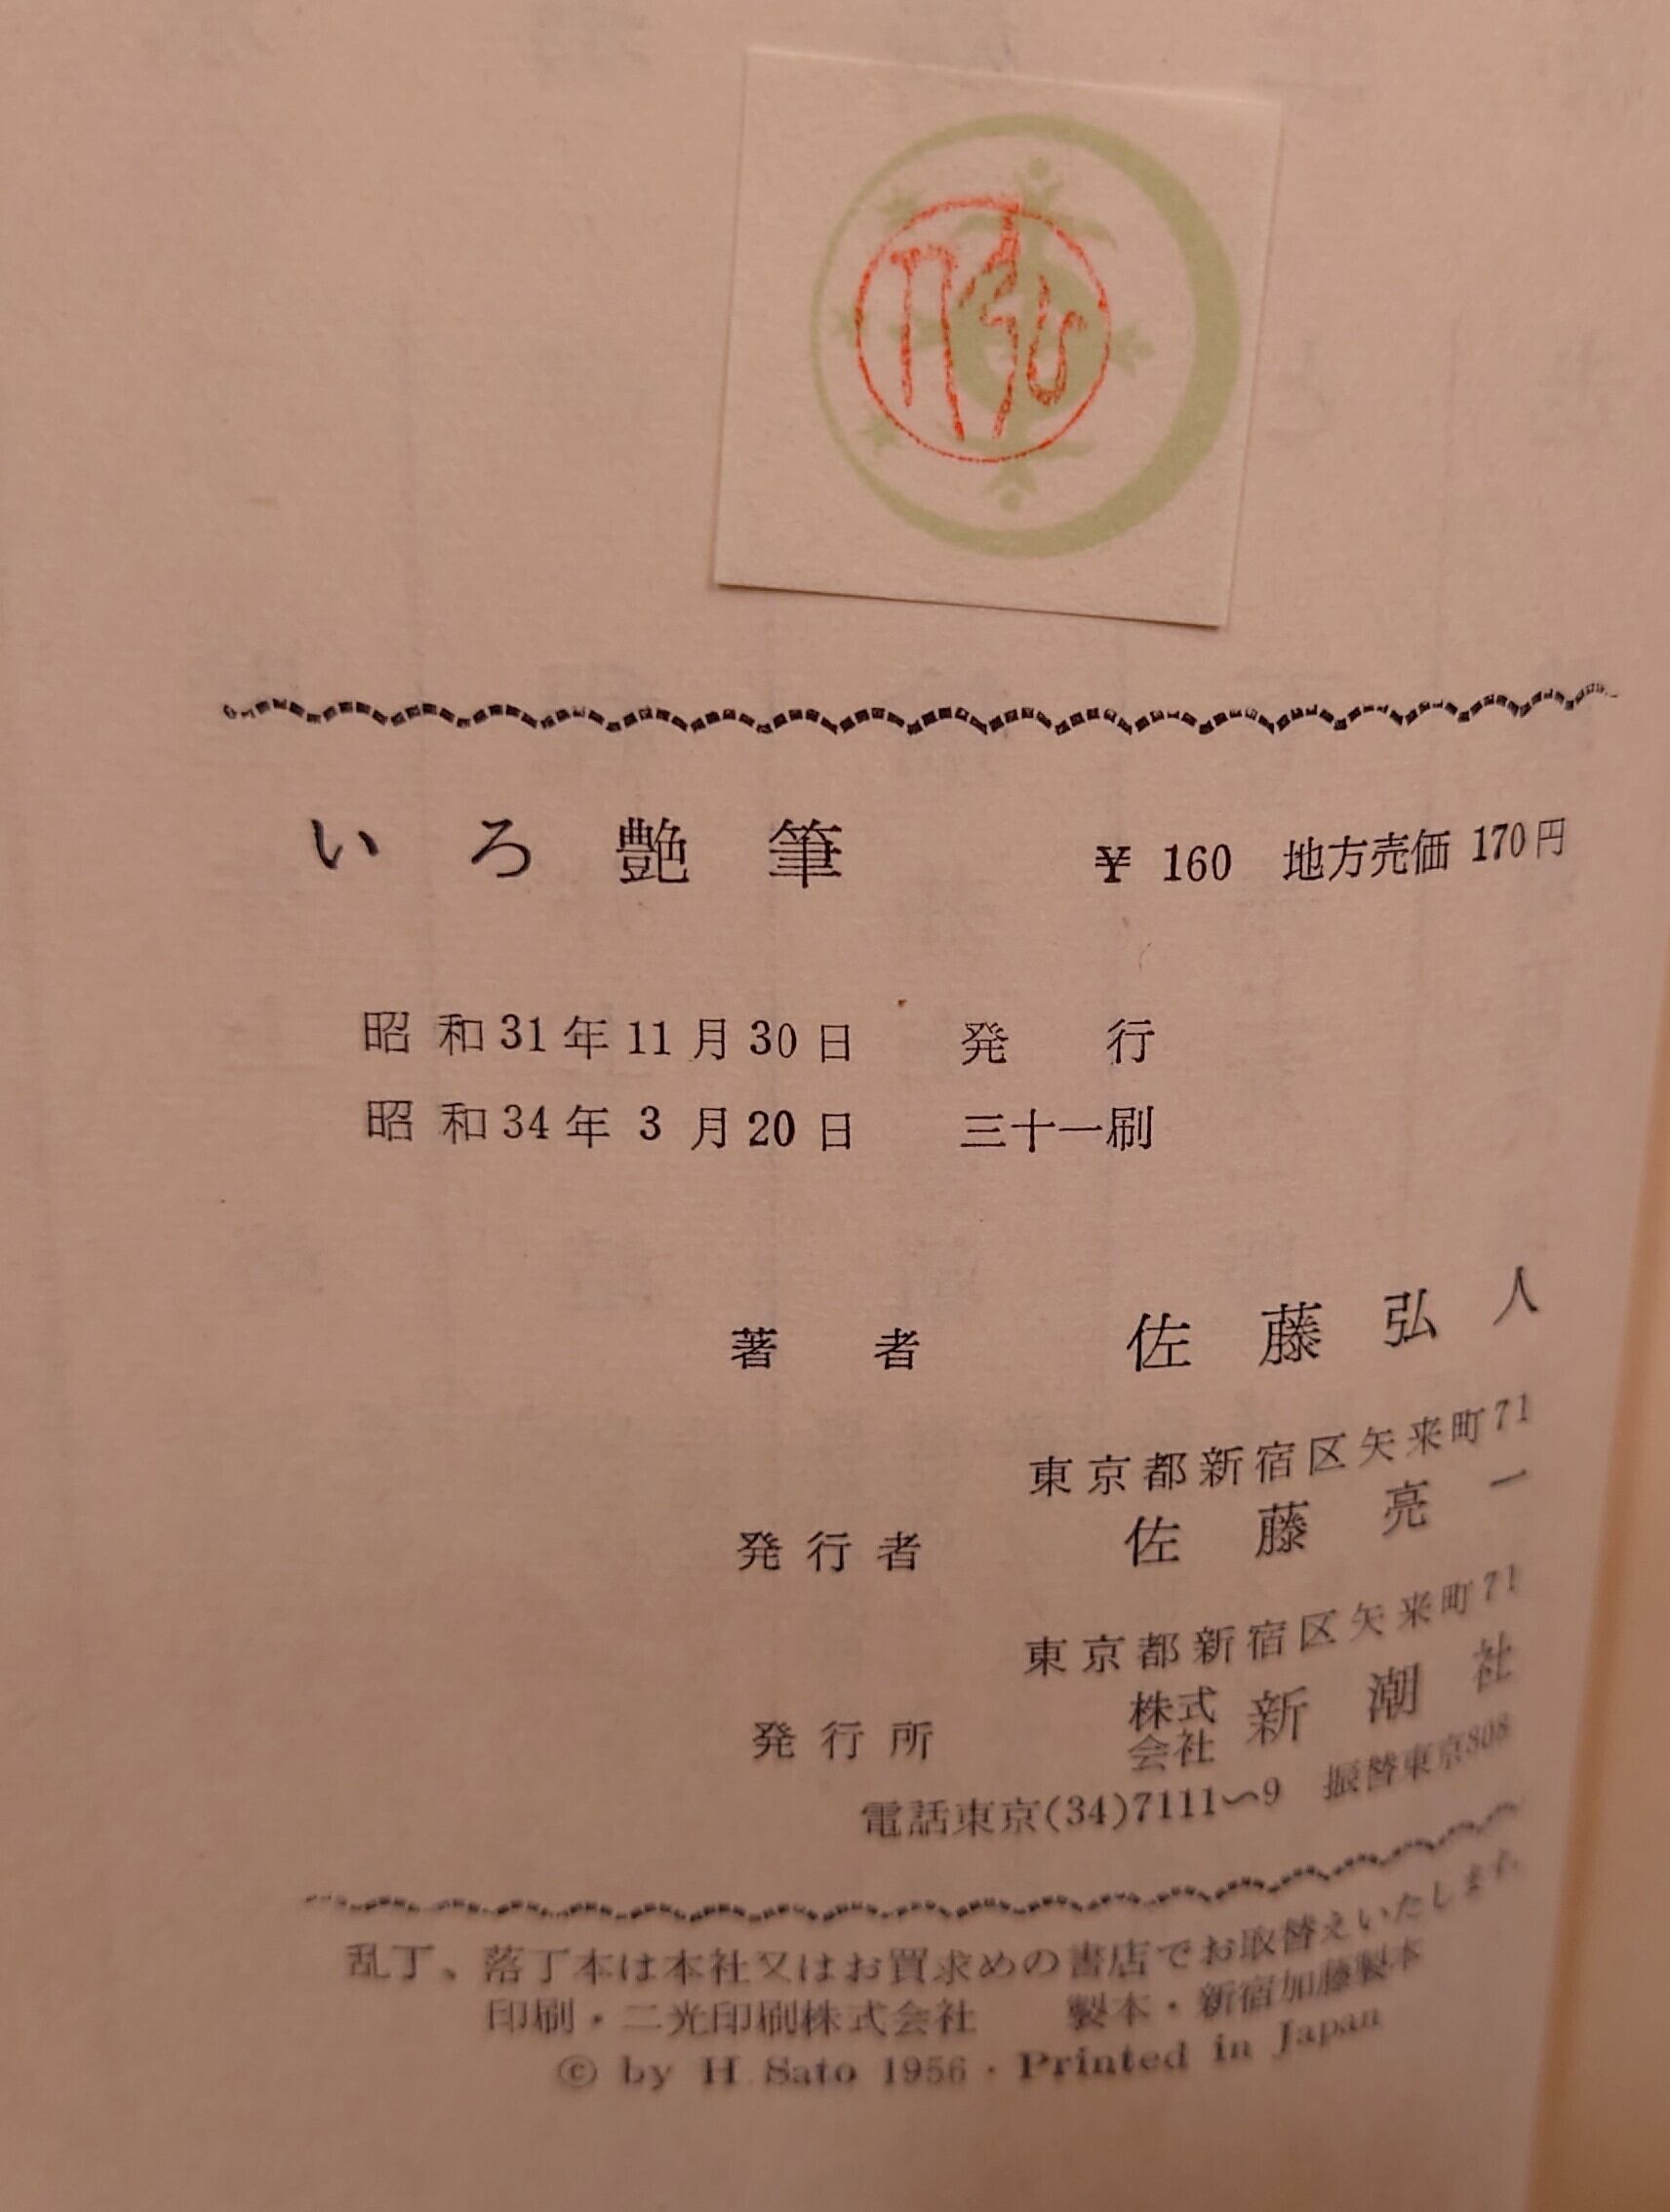 いろ艶筆　¥ 160　地方売価 170円
昭和31年11月30日　発行
昭和34年3月20日　三十一刷
著者　佐藤弘人
東京都新宿区矢来町71
発行者　佐藤亮一
東京都新宿区矢来町71
発行所　株式会社 新潮社
電話東京(34)7111〜9　振替東京808
乱丁、落丁本は本社又はお買求めの書店でお取替えいたします
印刷・二光印刷株式会社　製本・新宿加藤製本
© by H. Sato 1956・Printed in Japan